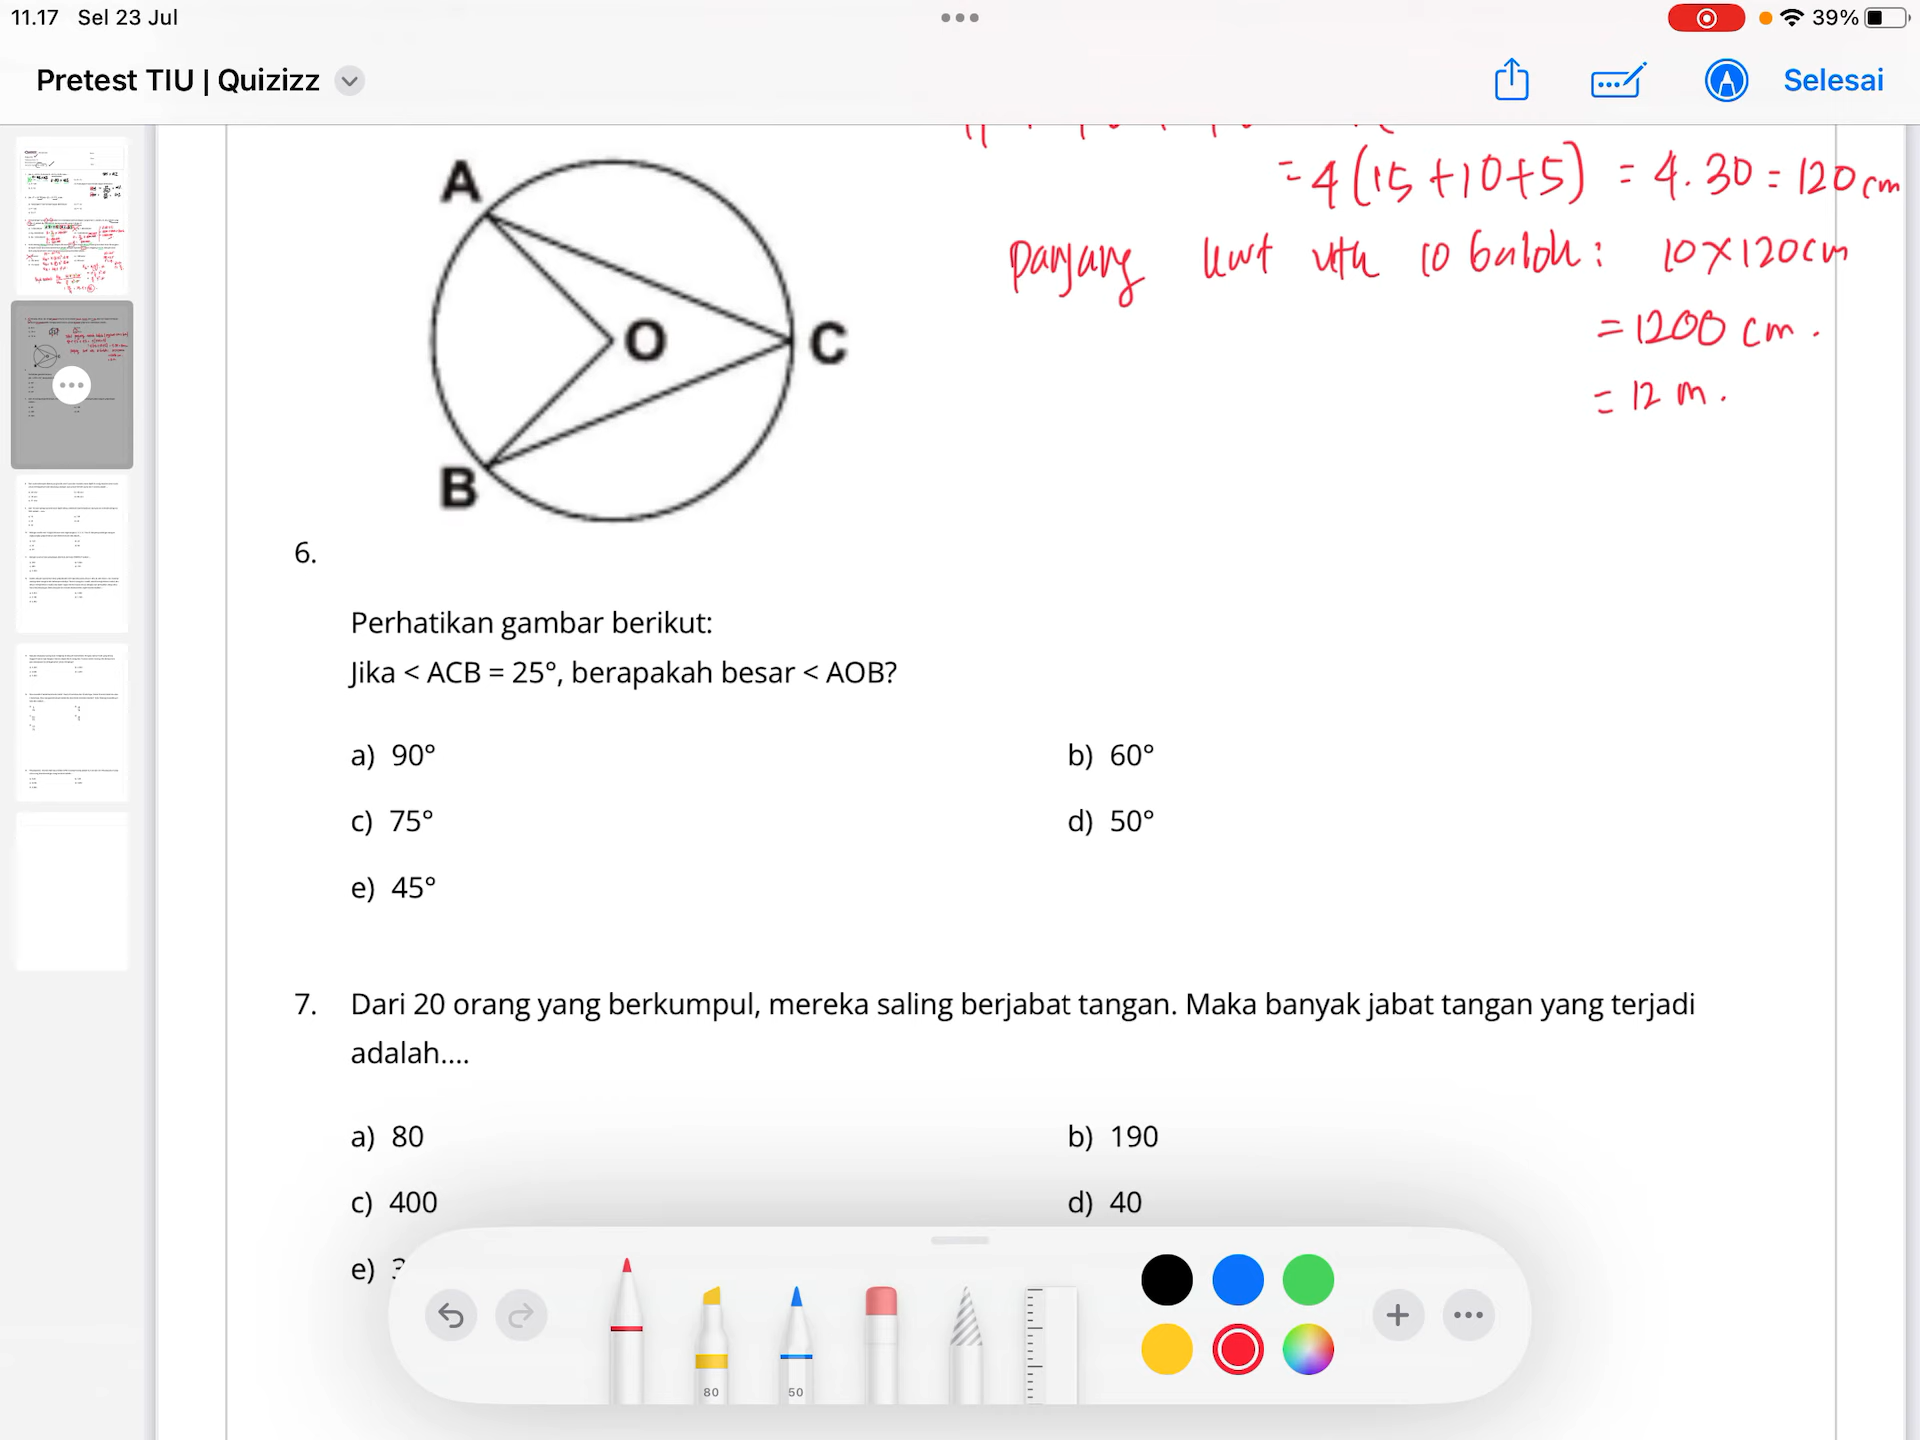 11.17 Sel 23 Jul
39%
Pretest TIU | Quizizz
Selesai
= 4 (15 +10+5) = 4. 30 = 120 cm
panjang kwt utk 10 balok : 10 x 120 cm
= 1200 cm .
= 12 m .
A
O
C
B
6.
Perhatikan gambar berikut:
Jika < ACB = 25°, berapakah besar < AOB?
a) 90°
b) 60°
c) 75°
d) 50°
e) 45°
7. Dari 20 orang yang berkumpul, mereka saling berjabat tangan. Maka banyak jabat tangan yang terjadi
adalah....
a) 80
b) 190
c) 400
d) 40
e)
80
50